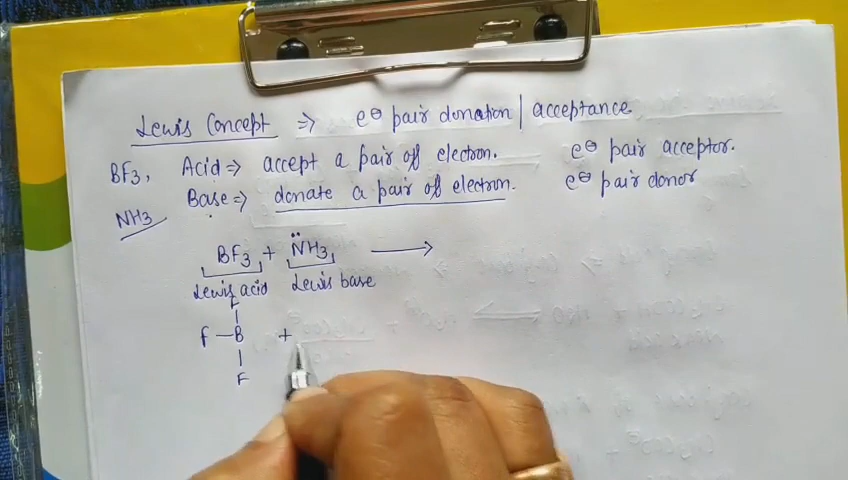 Lewis Concept ⇒ e⊖ pair donation | acceptance
BF3, Acid ⇒ accept a pair of electron. e⊖ pair acceptor.
NH3 Base ⇒ donate a pair of electron. e⊖ pair donor
BF3 + N̈H3 ⟶
Lewis acid Lewis base
F
|
F — B +
|
F